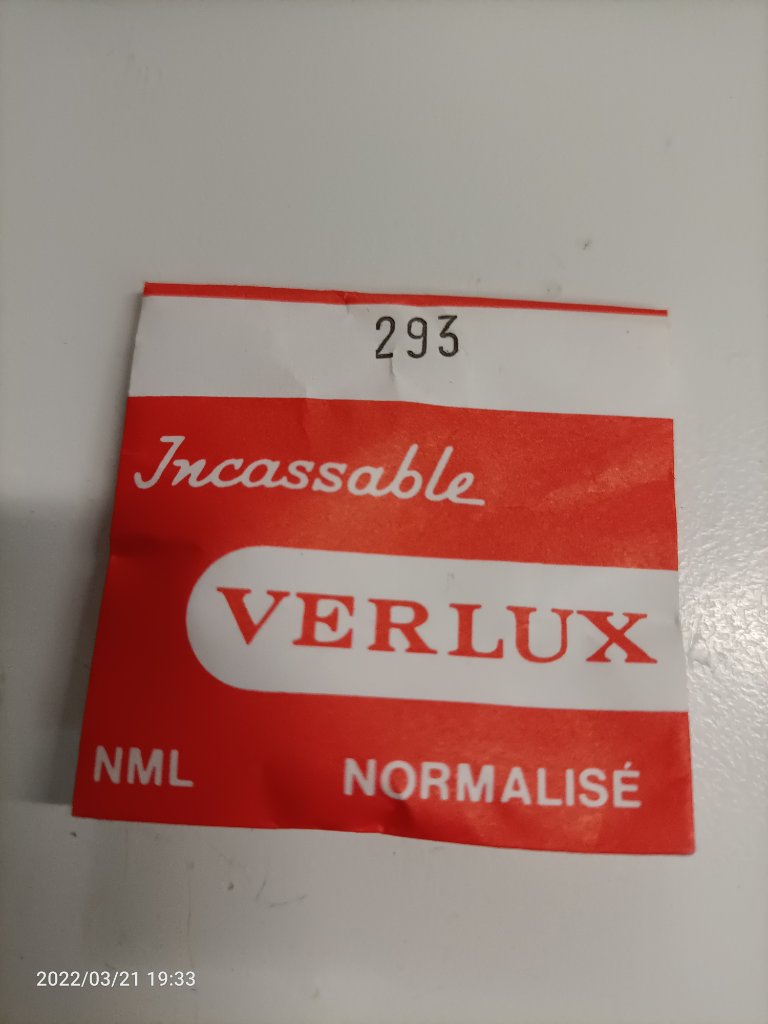 293
Incassable
VERLUX
NML NORMALISÉ
2022/03/21 19:33